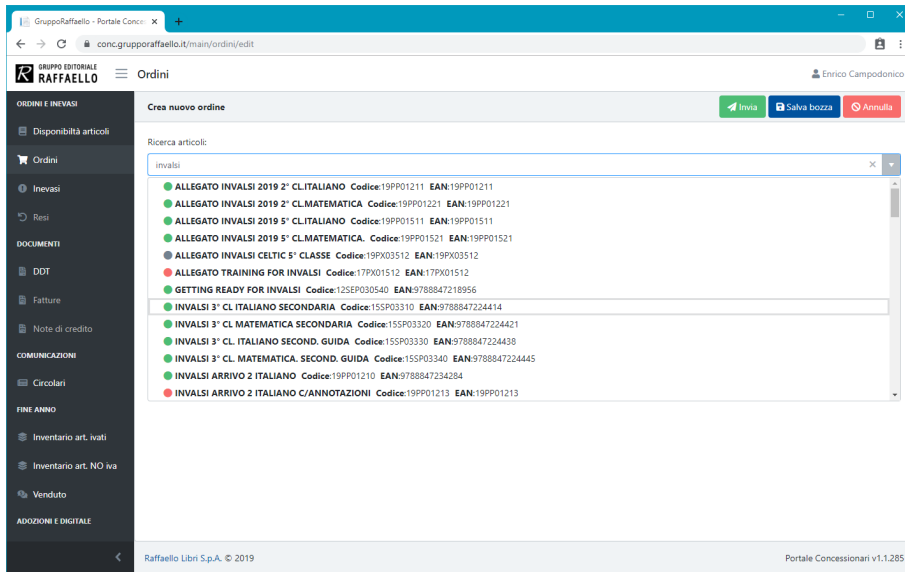 GruppoRaffaello - Portale Conce
conc.grupporaffaello.it/main/ordini/edit
GRUPPO EDITORIALE
RAFFAELLO
Ordini
Enrico Campodonico
ORDINI E INEVASI
Disponibiltà articoli
Ordini
Inevasi
Resi
DOCUMENTI
DDT
Fatture
Note di credito
COMUNICAZIONI
Circolari
FINE ANNO
Inventario art. ivati
Inventario art. NO iva
Venduto
ADOZIONI E DIGITALE
Crea nuovo ordine
Invia
Salva bozza
Annulla
Ricerca articoli:
invalsi
ALLEGATO INVALSI 2019 2° CL.ITALIANO Codice:19PP01211 EAN:19PP01211
ALLEGATO INVALSI 2019 2° CL.MATEMATICA Codice:19PP01221 EAN:19PP01221
ALLEGATO INVALSI 2019 5° CL.ITALIANO Codice:19PP01511 EAN:19PP01511
ALLEGATO INVALSI 2019 5° CL.MATEMATICA. Codice:19PP01521 EAN:19PP01521
ALLEGATO INVALSI CELTIC 5° CLASSE Codice:19PX03512 EAN:19PX03512
ALLEGATO TRAINING FOR INVALSI Codice:17PX01512 EAN:17PX01512
GETTING READY FOR INVALSI Codice:12SEP030540 EAN:9788847218956
INVALSI 3° CL ITALIANO SECONDARIA Codice:15SP03310 EAN:9788847224414
INVALSI 3° CL MATEMATICA SECONDARIA Codice:15SP03320 EAN:9788847224421
INVALSI 3° CL. ITALIANO SECOND. GUIDA Codice:15SP03330 EAN:9788847224438
INVALSI 3° CL. MATEMATICA. SECOND. GUIDA Codice:15SP03340 EAN:9788847224445
INVALSI ARRIVO 2 ITALIANO Codice:19PP01210 EAN:9788847234284
INVALSI ARRIVO 2 ITALIANO C/ANNOTAZIONI Codice:19PP01213 EAN:19PP01213
Raffaello Libri S.p.A. © 2019
Portale Concessionari v1.1.285